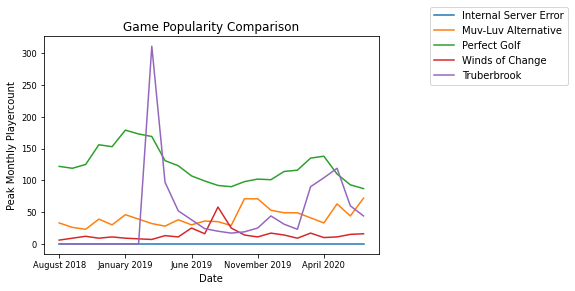 Game Popularity Comparison
Internal Server Error
Muv-Luv Alternative
Perfect Golf
Winds of Change
Truberbrook
Peak Monthly Playercount
300
250
200
150
100
50
0
August 2018 January 2019 June 2019 November 2019 April 2020
Date